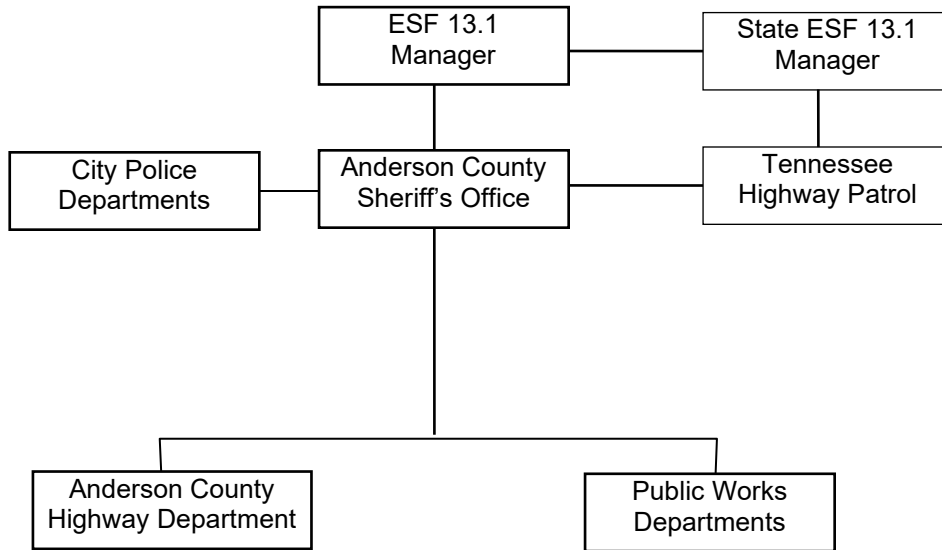 ESF 13.1
Manager
State ESF 13.1
Manager
City Police
Departments
Anderson County
Sheriff’s Office
Tennessee
Highway Patrol
Anderson County
Highway Department
Public Works
Departments